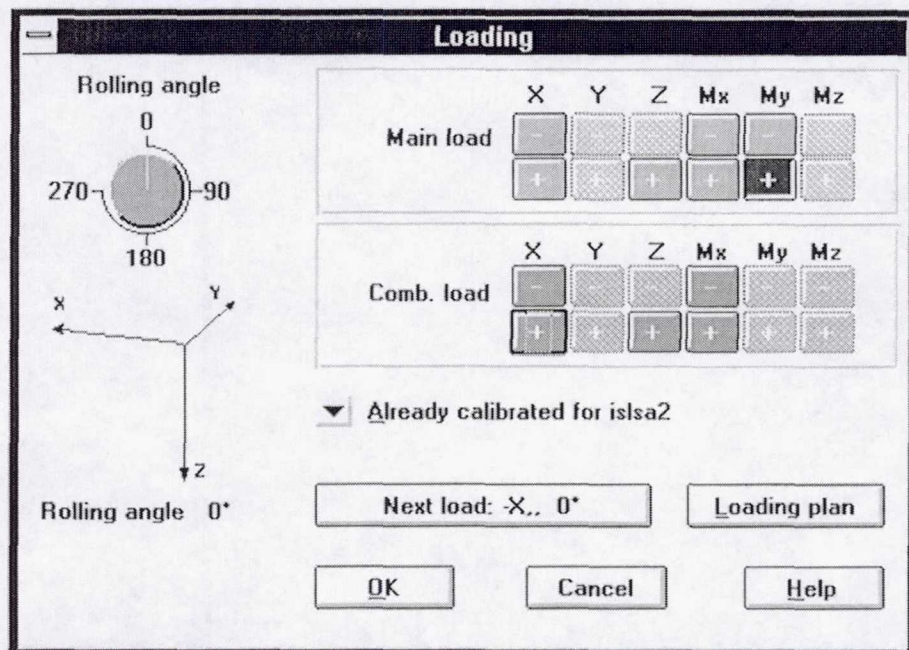 Loading
Rolling angle
0
270
90
180
X
Y
Z
Rolling angle 0°
X Y Z Mx My Mz
Main load
- - -
+ + + + + +
X Y Z Mx My Mz
Comb. load
- - - - - -
+ + + + + +
Already calibrated for islsa2
Next load: -X,, 0°
Loading plan
OK
Cancel
Help